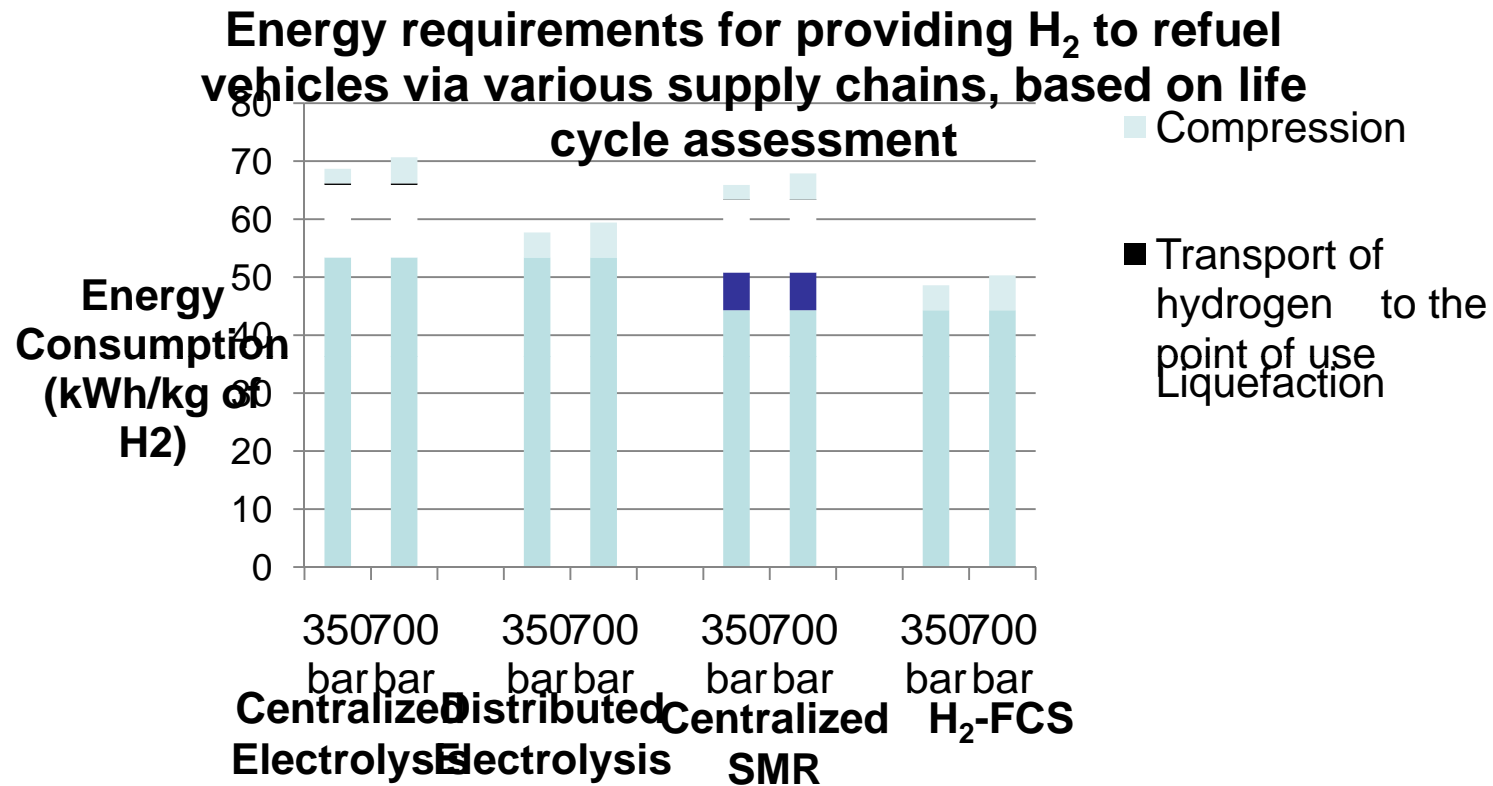 Energy requirements for providing H₂ to refuel
vehicles via various supply chains, based on life
cycle assessment
80
70
60
50
40
30
20
10
0
Energy
Consumption
(kWh/kg of
H2)
Compression
Transport of
hydrogen to the
point of use
Liquefaction
350 700 350 700 350 700 350 700
bar bar bar bar bar bar bar bar
Centralized
Electrolysis
Distributed
Electrolysis
Centralized
SMR
H₂-FCS